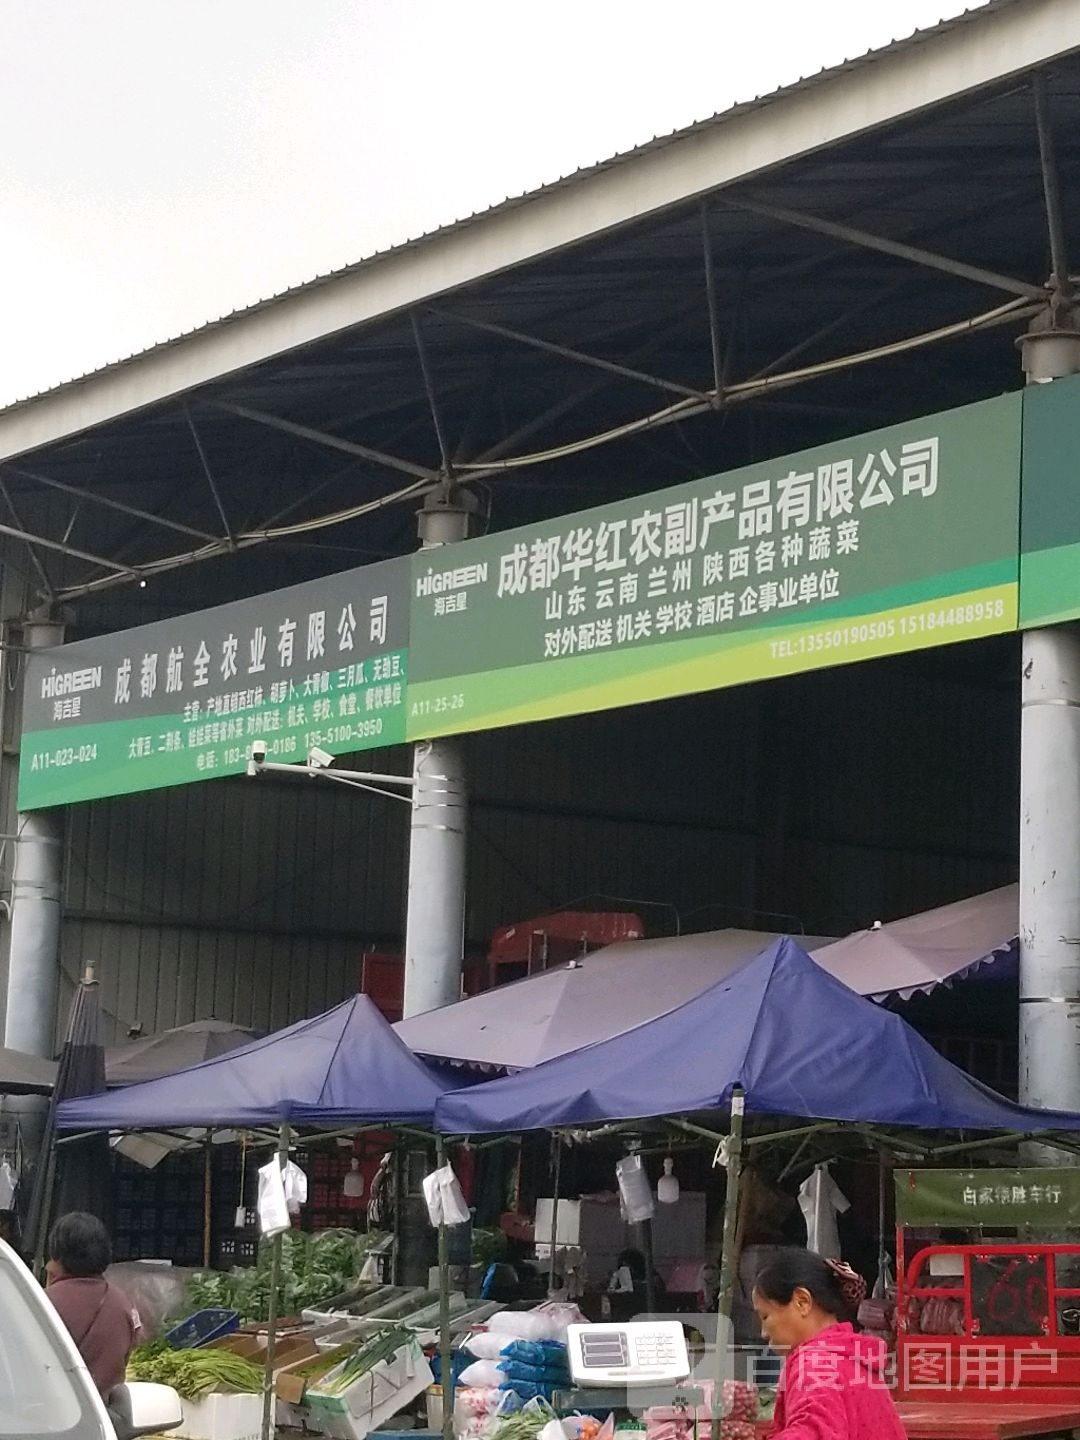 HiGREEN
海吉星
成都航全农业有限公司
主营：产地直销西红柿、胡萝卜、大青椒、三月瓜、无劲豆、
大青豆、二荆条、娃娃菜等省外菜 对外配送：机关、学校、食堂、餐饮单位
A11-023-024
135-5100-3950
HiGREEN
海吉星
成都华红农副产品有限公司
山东 云南 兰州 陕西各种蔬菜
对外配送 机关 学校 酒店 企事业单位
TEL:13550190505 15184488958
A11-25-26
百度地图用户